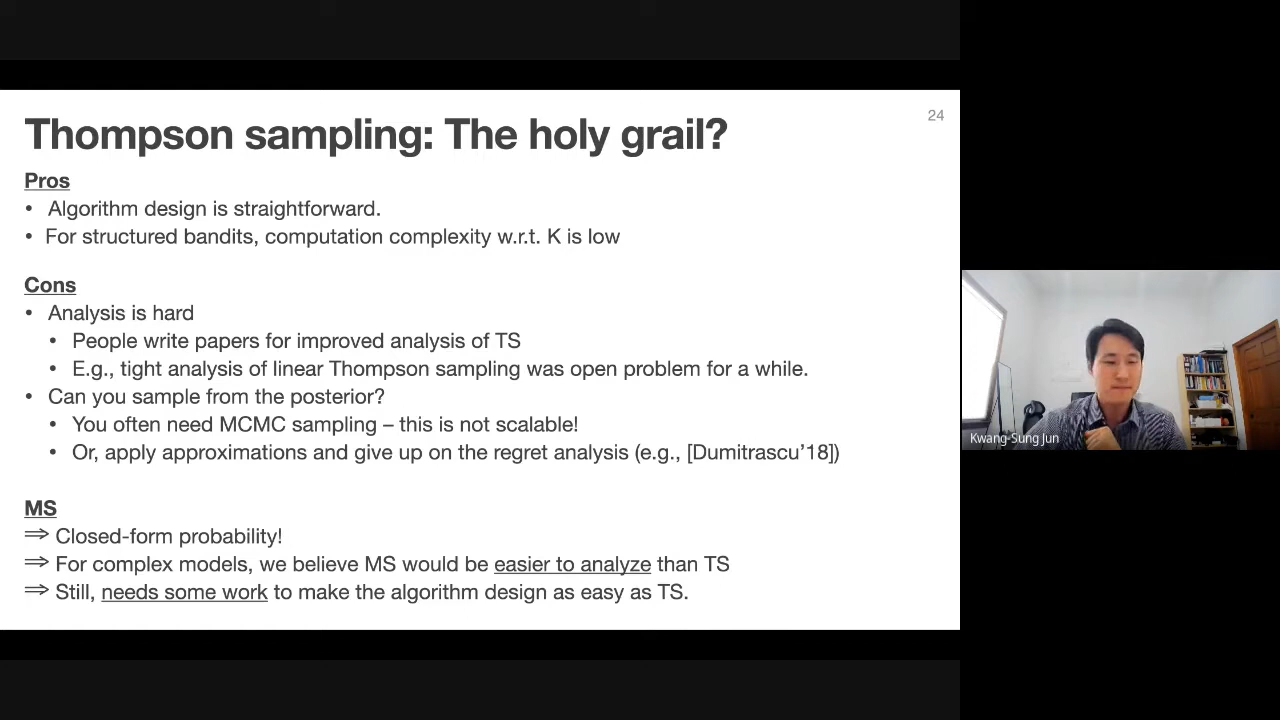 24
Thompson sampling: The holy grail?
Pros
• Algorithm design is straightforward.
• For structured bandits, computation complexity w.r.t. K is low
Cons
• Analysis is hard
• People write papers for improved analysis of TS
• E.g., tight analysis of linear Thompson sampling was open problem for a while.
• Can you sample from the posterior?
• You often need MCMC sampling – this is not scalable!
• Or, apply approximations and give up on the regret analysis (e.g., [Dumitrascu’18])
MS
⇒ Closed-form probability!
⇒ For complex models, we believe MS would be easier to analyze than TS
⇒ Still, needs some work to make the algorithm design as easy as TS.
Kwang-Sung Jun